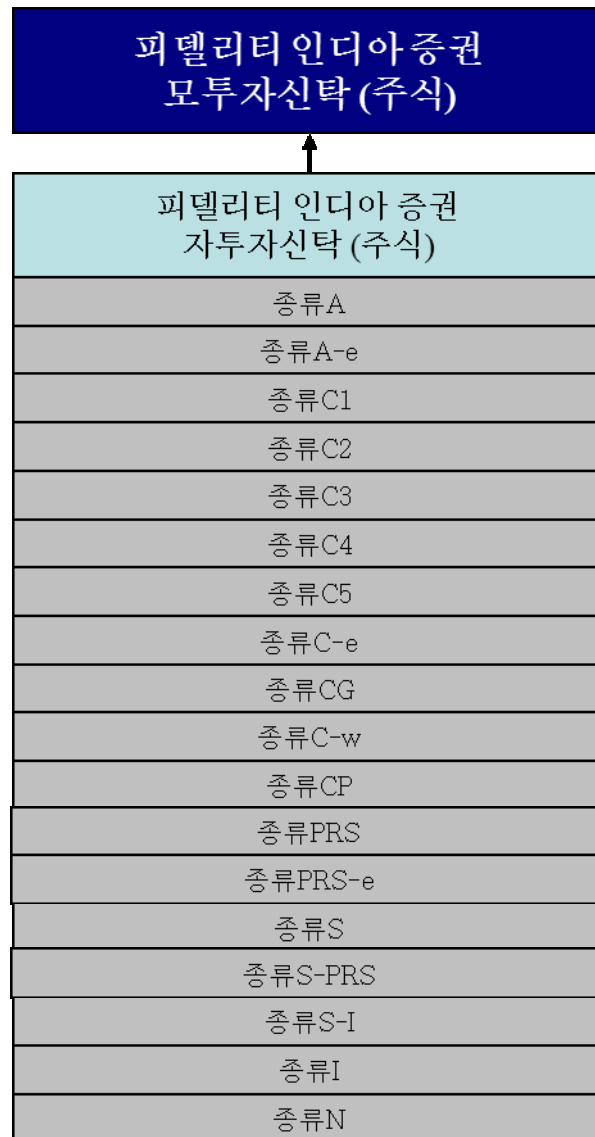 피델리티 인디아 증권
모투자신탁 (주식)
피델리티 인디아 증권
자투자신탁 (주식)
종류A
종류A-e
종류C1
종류C2
종류C3
종류C4
종류C5
종류C-e
종류CG
종류C-w
종류CP
종류PRS
종류PRS-e
종류S
종류S-PRS
종류S-I
종류I
종류N